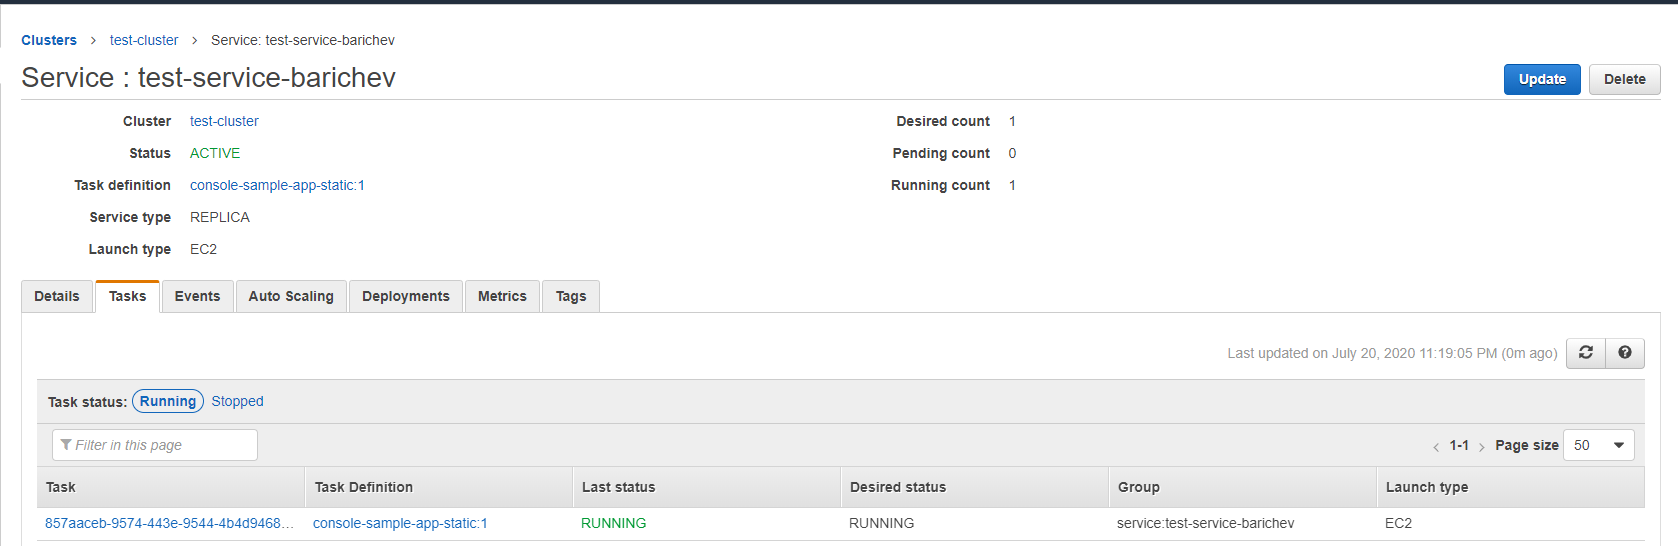 Clusters > test-cluster > Service: test-service-barichev
Service : test-service-barichev
Update Delete
Cluster test-cluster Desired count 1
Status ACTIVE Pending count 0
Task definition console-sample-app-static:1 Running count 1
Service type REPLICA
Launch type EC2
Details Tasks Events Auto Scaling Deployments Metrics Tags
Last updated on July 20, 2020 11:19:05 PM (0m ago)
Task status: Running Stopped
Filter in this page < 1-1 > Page size 50
Task Task Definition Last status Desired status Group Launch type
857aaceb-9574-443e-9544-4b4d9468... console-sample-app-static:1 RUNNING RUNNING service:test-service-barichev EC2